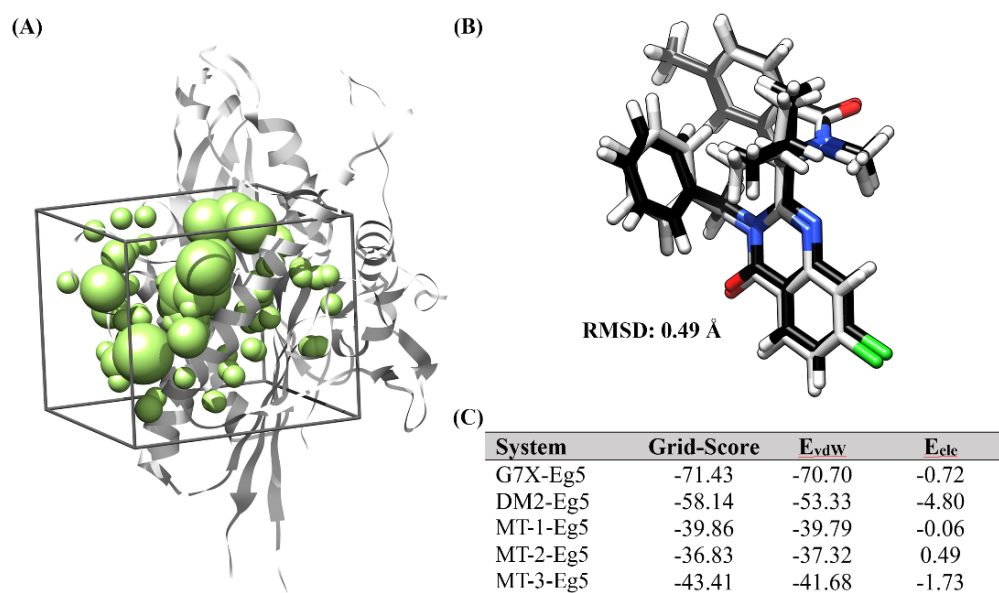 (A)
(B)
RMSD: 0.49 Å
(C)
System Grid-Score EvdW Eele
G7X-Eg5 -71.43 -70.70 -0.72
DM2-Eg5 -58.14 -53.33 -4.80
MT-1-Eg5 -39.86 -39.79 -0.06
MT-2-Eg5 -36.83 -37.32 0.49
MT-3-Eg5 -43.41 -41.68 -1.73